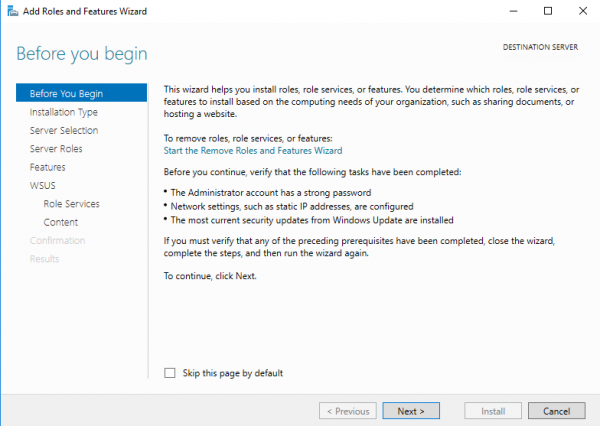 Add Roles and Features Wizard
Before you begin
DESTINATION SERVER
Before You Begin
Installation Type
Server Selection
Server Roles
Features
WSUS
Role Services
Content
Confirmation
Results
This wizard helps you install roles, role services, or features. You determine which roles, role services, or
features to install based on the computing needs of your organization, such as sharing documents, or
hosting a website.
To remove roles, role services, or features:
Start the Remove Roles and Features Wizard
Before you continue, verify that the following tasks have been completed:
• The Administrator account has a strong password
• Network settings, such as static IP addresses, are configured
• The most current security updates from Windows Update are installed
If you must verify that any of the preceding prerequisites have been completed, close the wizard,
complete the steps, and then run the wizard again.
To continue, click Next.
Skip this page by default
< Previous
Next >
Install
Cancel